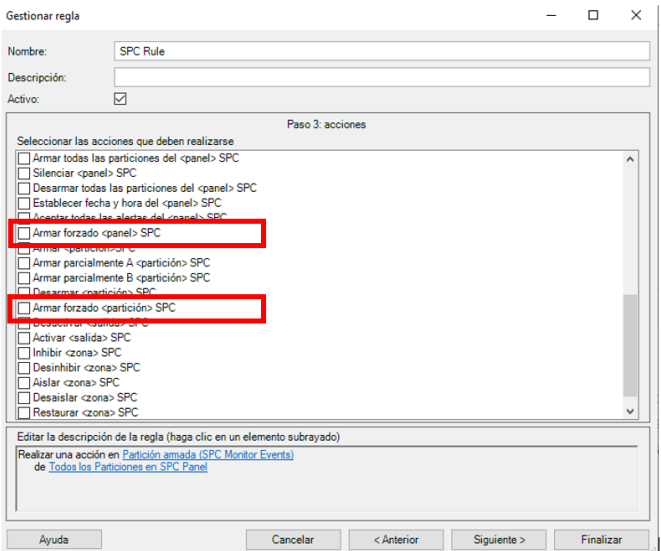 Gestionar regla
Nombre:
SPC Rule
Descripción:
Activo:
Paso 3: acciones
Seleccionar las acciones que deben realizarse
Armar todas las particiones del <panel> SPC
Silenciar <panel> SPC
Desarmar todas las particiones del <panel> SPC
Establecer fecha y hora del <panel> SPC
Aceptar todas las alertas del <panel> SPC
Armar forzado <panel> SPC
Armar <partición> SPC
Armar parcialmente A <partición> SPC
Armar parcialmente B <partición> SPC
Desarmar <partición> SPC
Armar forzado <partición> SPC
Desactivar <salida> SPC
Activar <salida> SPC
Inhibir <zona> SPC
Desinhibir <zona> SPC
Aislar <zona> SPC
Desaislar <zona> SPC
Restaurar <zona> SPC
Editar la descripción de la regla (haga clic en un elemento subrayado)
Realizar una acción en Partición armada (SPC Monitor Events)
de Todos los Particiones en SPC Panel
Ayuda
Cancelar
< Anterior
Siguiente >
Finalizar